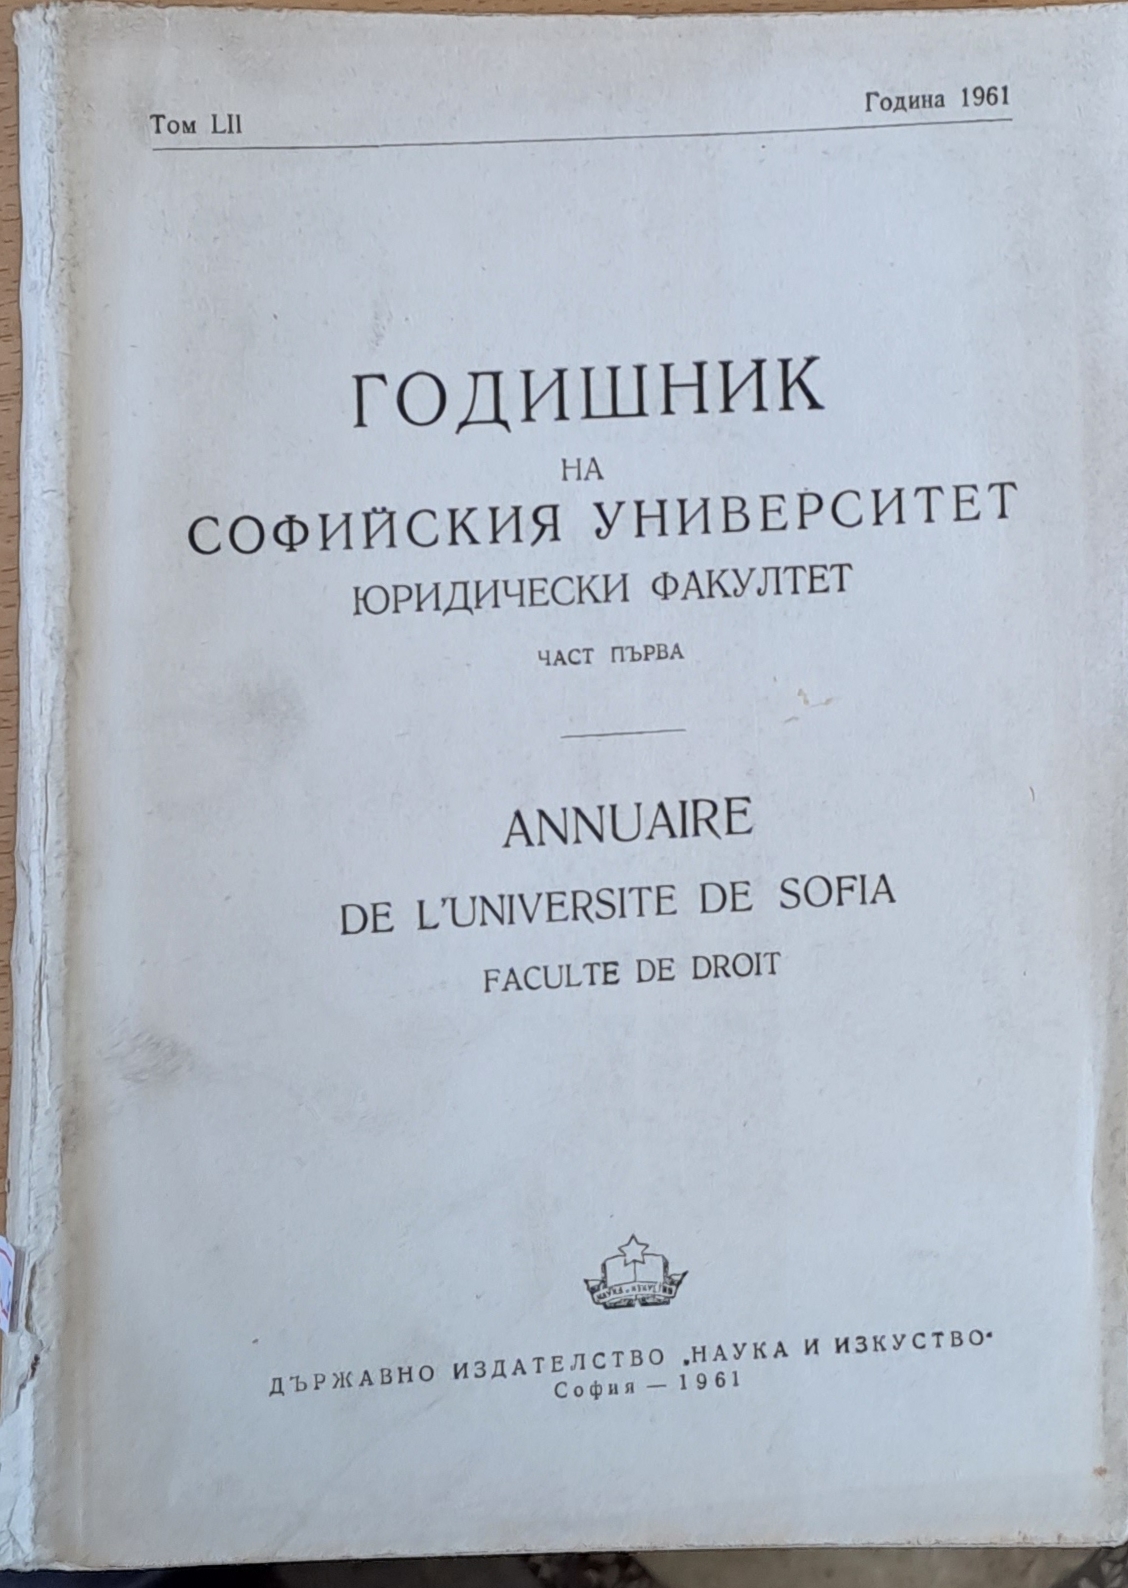 Том LII
Година 1961
ГОДИШНИК
НА
СОФИЙСКИЯ УНИВЕРСИТЕТ
ЮРИДИЧЕСКИ ФАКУЛТЕТ
ЧАСТ ПЪРВА
ANNUAIRE
DE L'UNIVERSITE DE SOFIA
FACULTE DE DROIT
ДЪРЖАВНО ИЗДАТЕЛСТВО „НАУКА И ИЗКУСТВО“
София — 1961